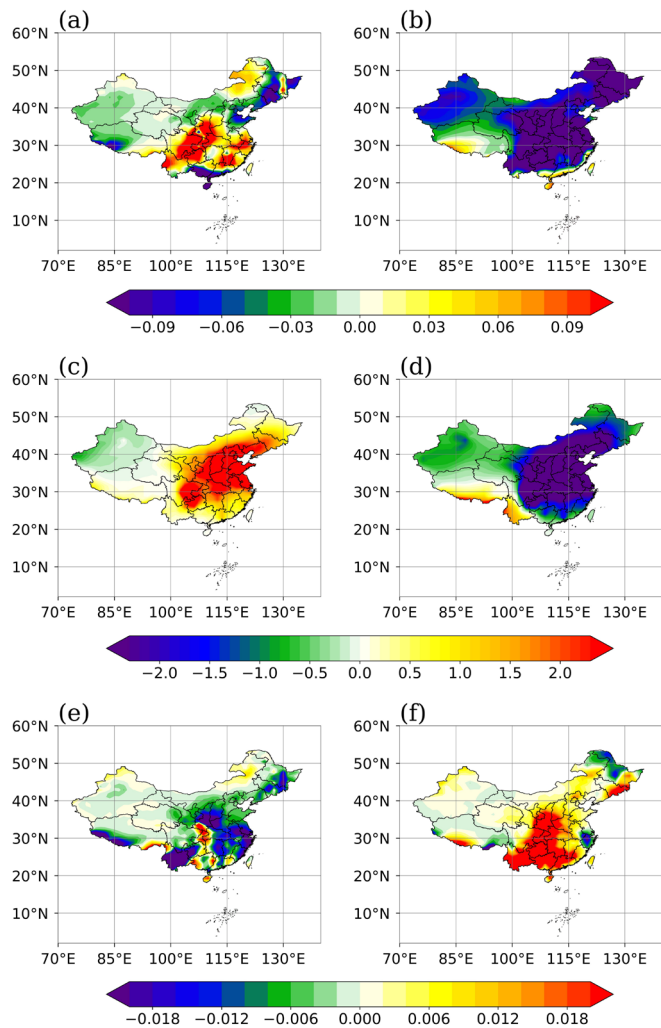 (a) (b)
60°N 60°N
50°N 50°N
40°N 40°N
30°N 30°N
20°N 20°N
10°N 10°N
70°E 85°E 100°E 115°E 130°E 70°E 85°E 100°E 115°E 130°E
−0.09 −0.06 −0.03 0.00 0.03 0.06 0.09
(c) (d)
60°N 60°N
50°N 50°N
40°N 40°N
30°N 30°N
20°N 20°N
10°N 10°N
70°E 85°E 100°E 115°E 130°E 70°E 85°E 100°E 115°E 130°E
−2.0 −1.5 −1.0 −0.5 0.0 0.5 1.0 1.5 2.0
(e) (f)
60°N 60°N
50°N 50°N
40°N 40°N
30°N 30°N
20°N 20°N
10°N 10°N
70°E 85°E 100°E 115°E 130°E 70°E 85°E 100°E 115°E 130°E
−0.018 −0.012 −0.006 0.000 0.006 0.012 0.018